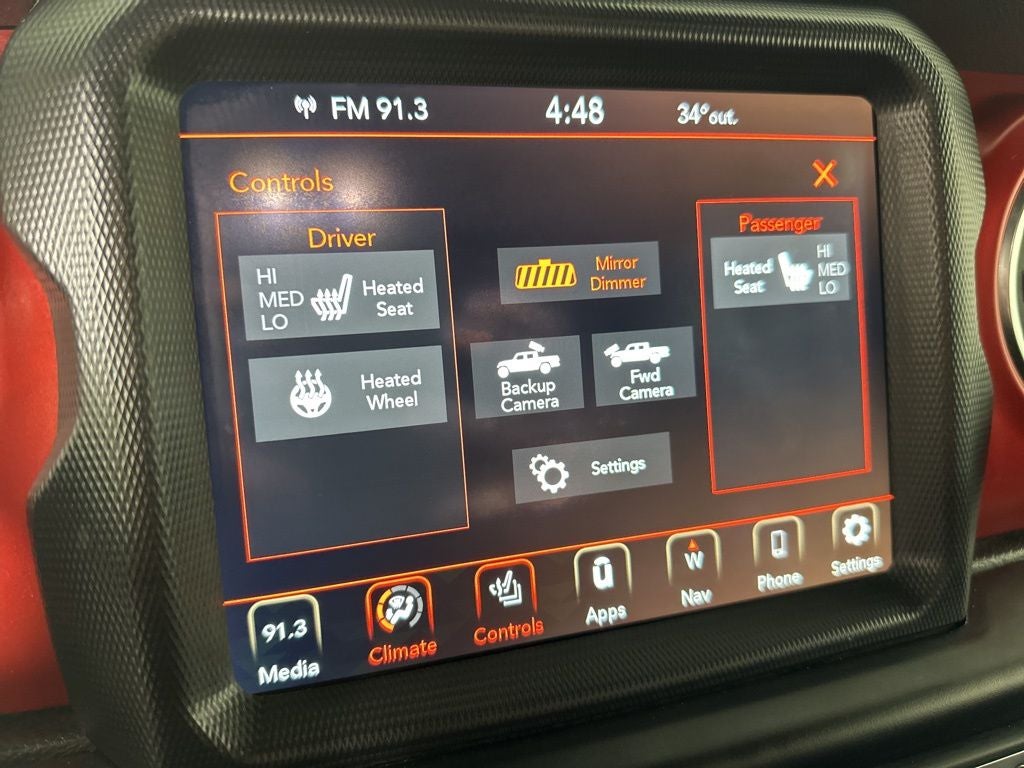 FM 91.3
4:48
34° out.
Controls
X
Driver
HI
MED
LO
Heated
Seat
Heated
Wheel
Mirror
Dimmer
Backup
Camera
Fwd
Camera
Settings
Passenger
Heated
Seat
HI
MED
LO
91.3
Media
Climate
Controls
ū
Apps
W
Nav
Phone
Settings